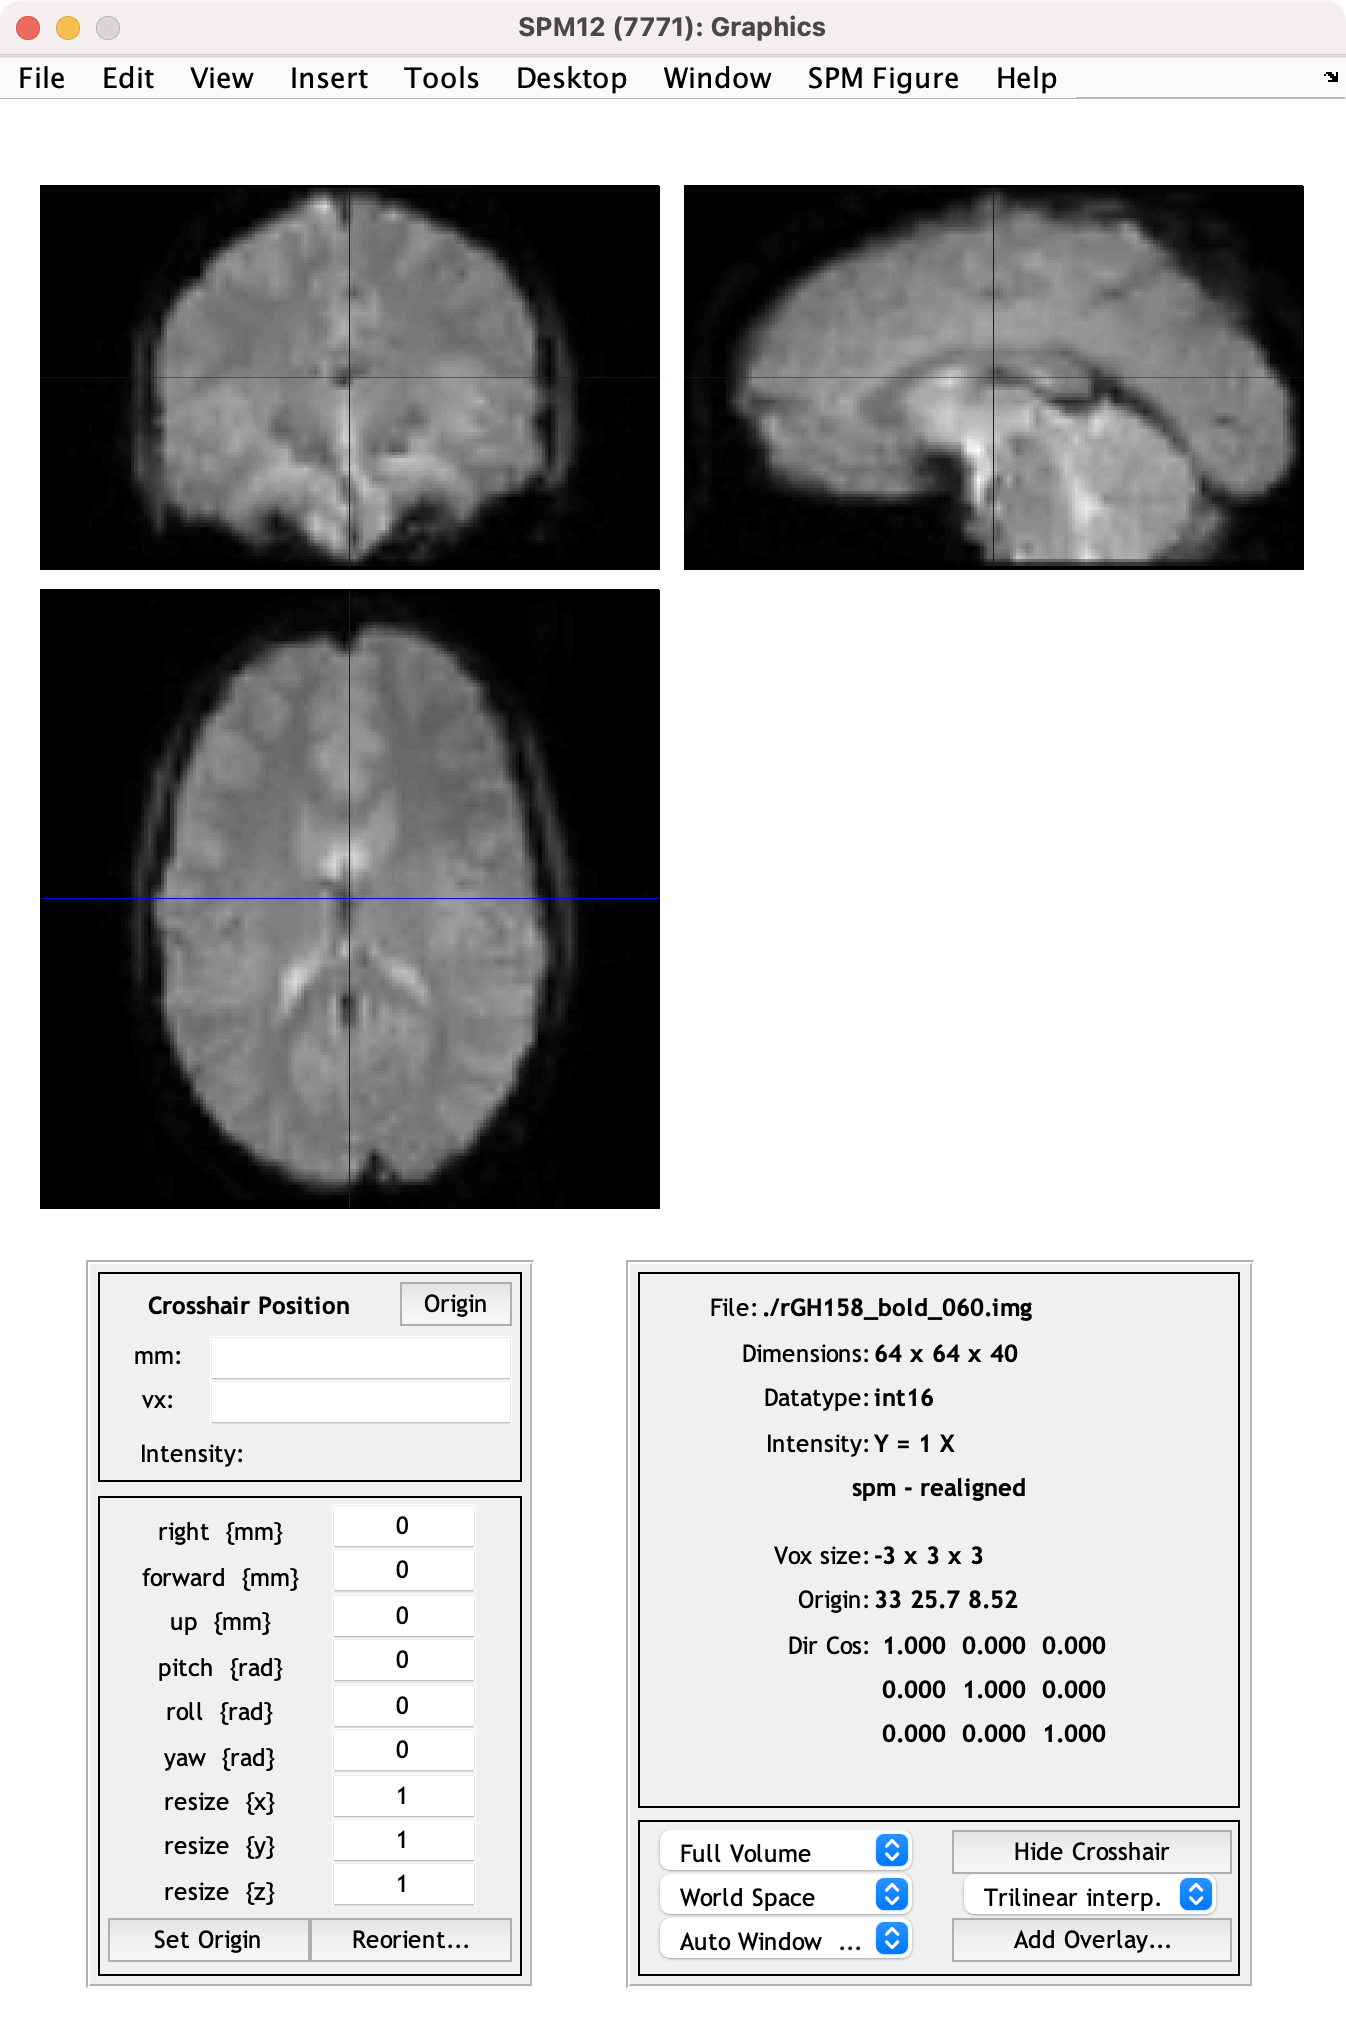 SPM12 (7771): Graphics
File Edit View Insert Tools Desktop Window SPM Figure Help
Crosshair Position Origin
mm:
vx:
Intensity:
right {mm} 0
forward {mm} 0
up {mm} 0
pitch {rad} 0
roll {rad} 0
yaw {rad} 0
resize {x} 1
resize {y} 1
resize {z} 1
Set Origin Reorient...
File: ./rGH158_bold_060.img
Dimensions: 64 x 64 x 40
Datatype: int16
Intensity: Y = 1 X
spm - realigned
Vox size: -3 x 3 x 3
Origin: 33 25.7 8.52
Dir Cos: 1.000 0.000 0.000
0.000 1.000 0.000
0.000 0.000 1.000
Full Volume Hide Crosshair
World Space Trilinear interp.
Auto Window ... Add Overlay...